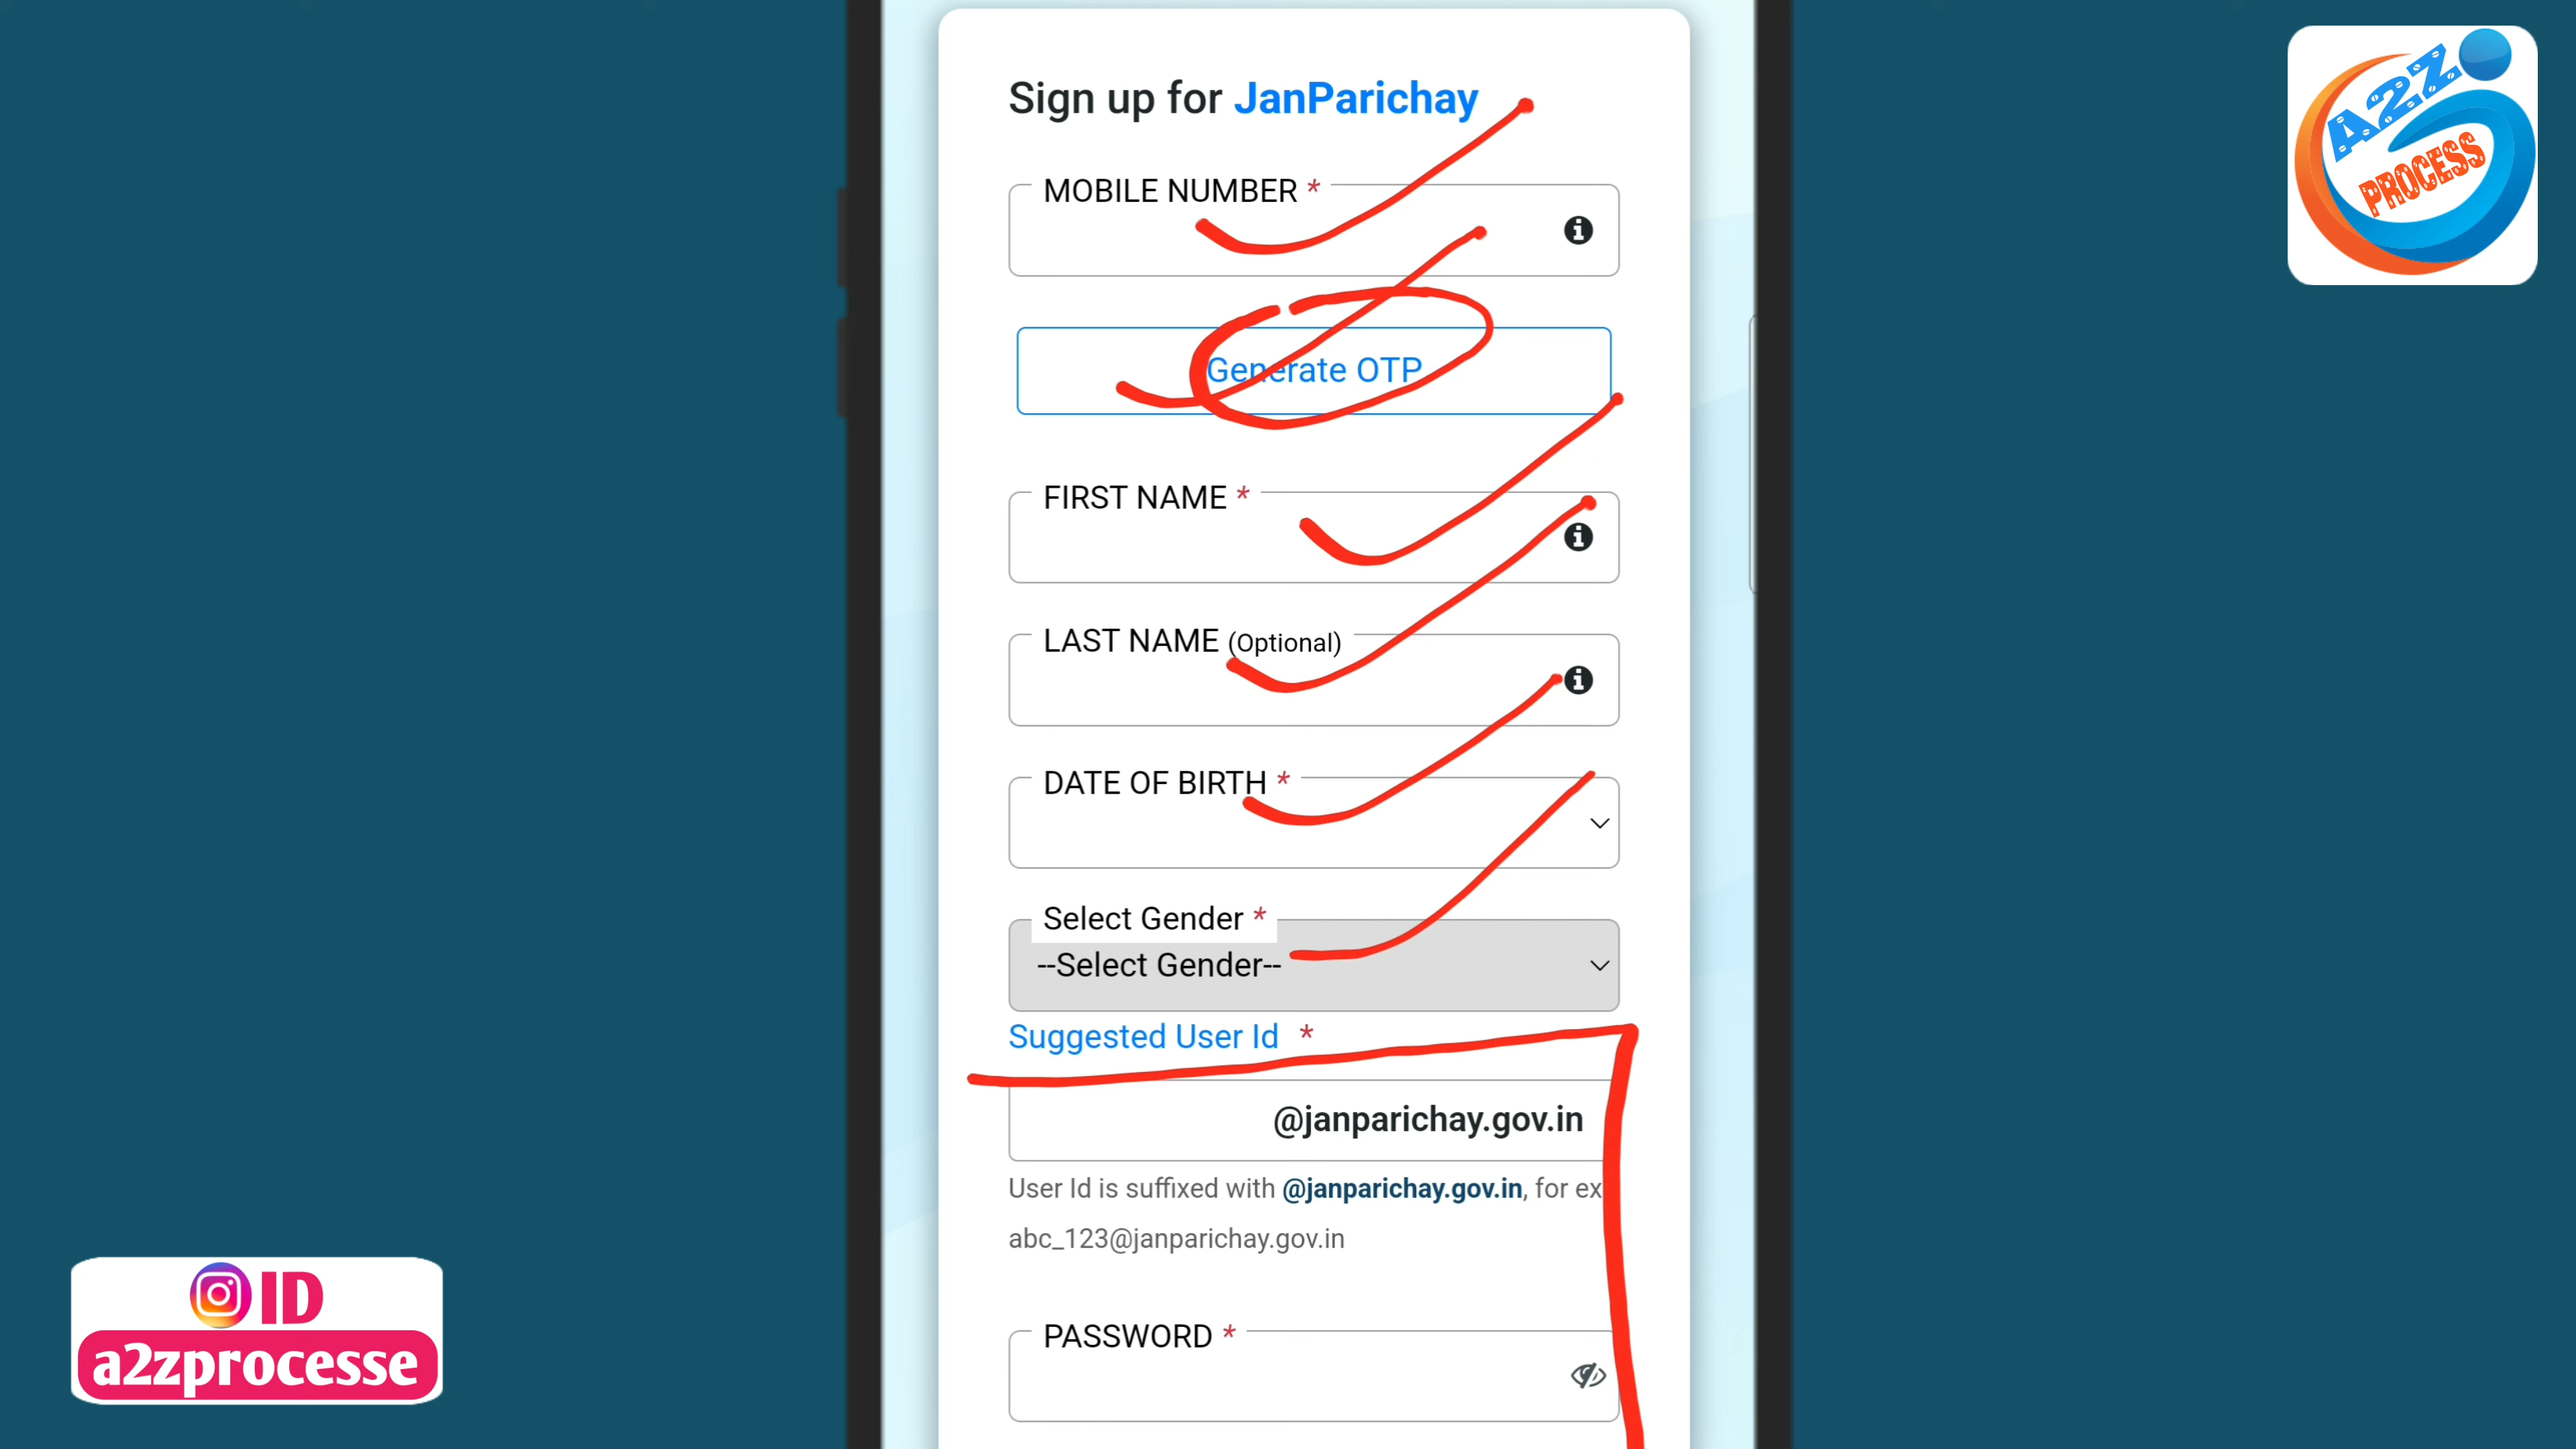 Sign up for JanParichay
MOBILE NUMBER *
Generate OTP
FIRST NAME *
LAST NAME (Optional)
DATE OF BIRTH *
Select Gender *
--Select Gender--
Suggested User Id *
@janparichay.gov.in
User Id is suffixed with @janparichay.gov.in, for ex
abc_123@janparichay.gov.in
PASSWORD *
A2Z
PROCESS
ID
a2zprocesse